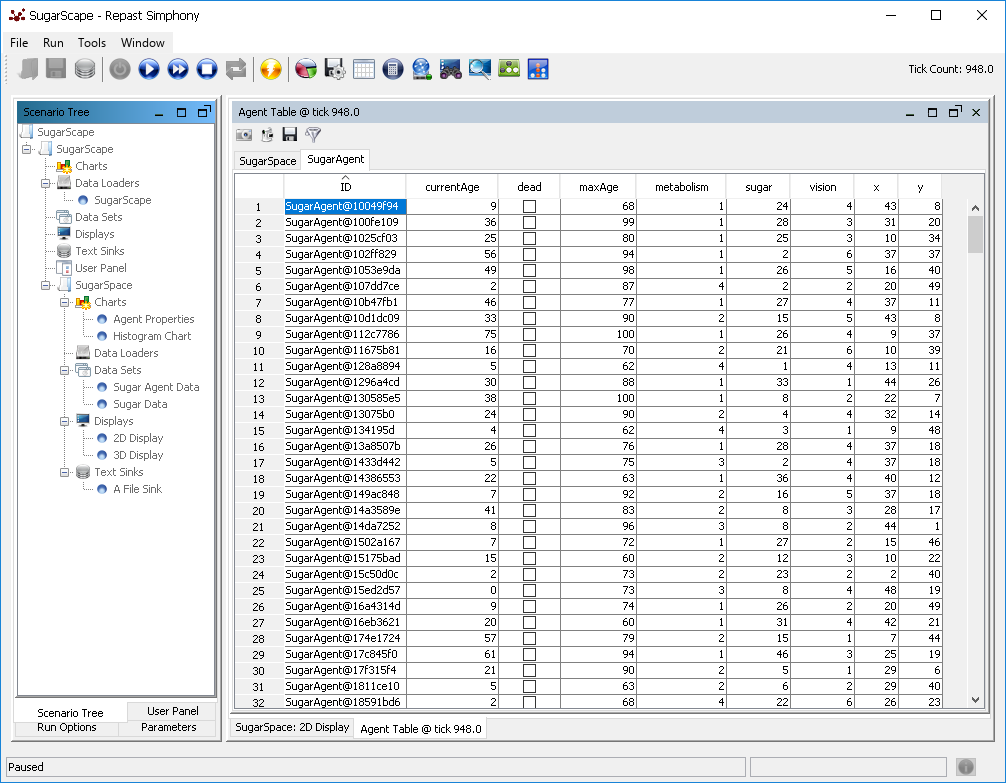 SugarScape - Repast Simphony
File Run Tools Window
Tick Count: 948.0
Scenario Tree
SugarScape
SugarScape
Charts
Data Loaders
SugarScape
Data Sets
Displays
Text Sinks
User Panel
SugarSpace
Charts
Agent Properties
Histogram Chart
Data Loaders
Data Sets
Sugar Agent Data
Sugar Data
Displays
2D Display
3D Display
Text Sinks
A File Sink
Scenario Tree User Panel
Run Options Parameters
Agent Table @ tick 948.0
SugarSpace SugarAgent
ID currentAge dead maxAge metabolism sugar vision x y
1 SugarAgent@10049f94 9 68 1 24 4 43 8
2 SugarAgent@100fe109 36 99 1 28 3 31 20
3 SugarAgent@1025cf03 25 80 1 25 3 10 34
4 SugarAgent@102ff829 56 94 1 2 6 37 37
5 SugarAgent@1053e9da 49 98 1 26 5 16 40
6 SugarAgent@107dd7ce 2 87 4 2 2 20 49
7 SugarAgent@10b47fb1 46 77 1 27 4 37 11
8 SugarAgent@10d1dc09 33 90 2 15 5 43 8
9 SugarAgent@112c7786 75 100 1 26 4 9 37
10 SugarAgent@11675b81 16 70 2 21 6 10 39
11 SugarAgent@128a8894 5 62 4 1 4 13 11
12 SugarAgent@1296a4cd 30 88 1 33 1 44 26
13 SugarAgent@130585e5 38 100 1 8 2 22 7
14 SugarAgent@13075b0 24 90 2 4 4 32 14
15 SugarAgent@134195d 4 62 4 3 1 9 48
16 SugarAgent@13a8507b 26 76 1 28 4 37 18
17 SugarAgent@1433d442 5 75 3 2 4 37 18
18 SugarAgent@14386553 22 63 1 36 4 40 12
19 SugarAgent@149ac848 7 92 2 16 5 37 18
20 SugarAgent@14a3589e 41 83 2 8 3 28 17
21 SugarAgent@14da7252 8 96 3 8 2 44 1
22 SugarAgent@1502a167 7 72 1 27 2 15 46
23 SugarAgent@15175bad 15 60 2 12 3 10 22
24 SugarAgent@15c50d0c 2 73 2 23 2 2 40
25 SugarAgent@15ed2d57 0 73 3 8 4 48 19
26 SugarAgent@16a4314d 9 74 1 26 2 20 49
27 SugarAgent@16eb3621 20 60 1 31 4 42 21
28 SugarAgent@174e1724 57 79 2 15 1 7 44
29 SugarAgent@17c845f0 61 94 1 46 3 25 19
30 SugarAgent@17f315f4 21 90 2 5 1 29 6
31 SugarAgent@1811ce10 5 63 2 6 2 29 40
32 SugarAgent@18591bd6 2 68 4 22 6 26 23
SugarSpace: 2D Display Agent Table @ tick 948.0
Paused